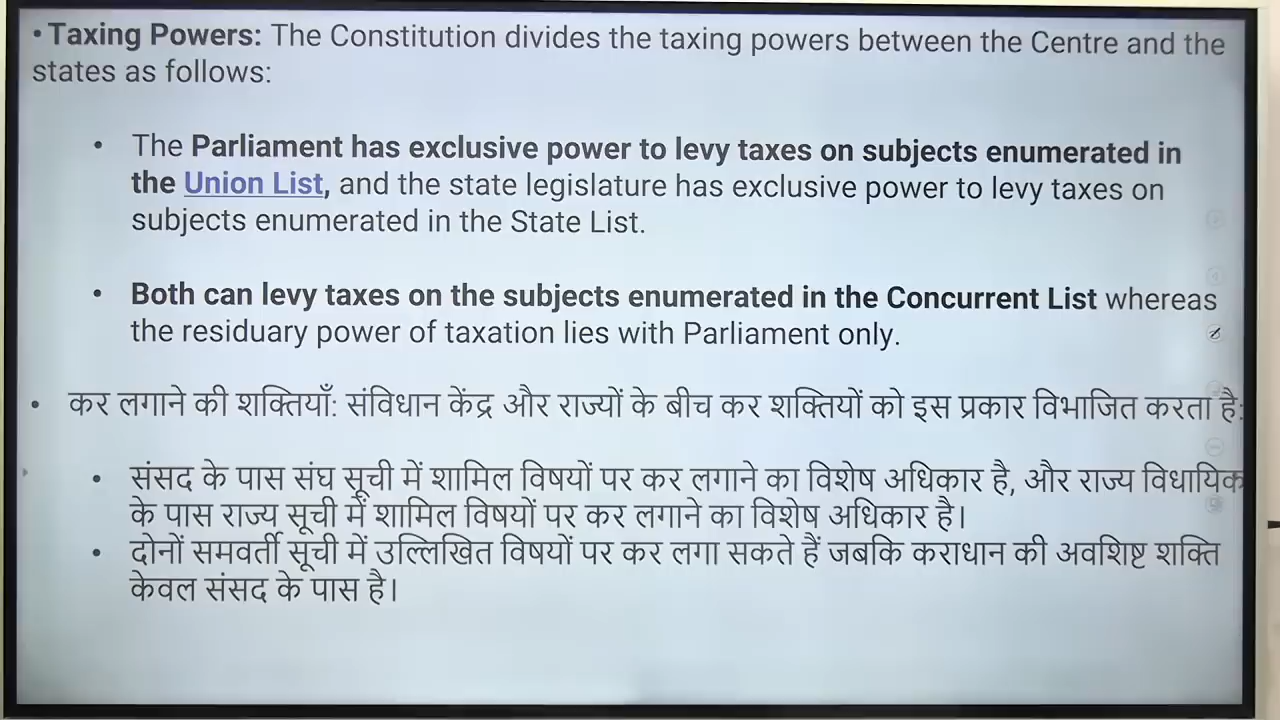 • Taxing Powers: The Constitution divides the taxing powers between the Centre and the
states as follows:
• The Parliament has exclusive power to levy taxes on subjects enumerated in
the Union List, and the state legislature has exclusive power to levy taxes on
subjects enumerated in the State List.
• Both can levy taxes on the subjects enumerated in the Concurrent List whereas
the residuary power of taxation lies with Parliament only.
• कर लगाने की शक्तियाँ: संविधान केंद्र और राज्यों के बीच कर शक्तियों को इस प्रकार विभाजित करता है:
• संसद के पास संघ सूची में शामिल विषयों पर कर लगाने का विशेष अधिकार है, और राज्य विधायिक
के पास राज्य सूची में शामिल विषयों पर कर लगाने का विशेष अधिकार है।
• दोनों समवर्ती सूची में उल्लिखित विषयों पर कर लगा सकते हैं जबकि कराधान की अवशिष्ट शक्ति
केवल संसद के पास है।